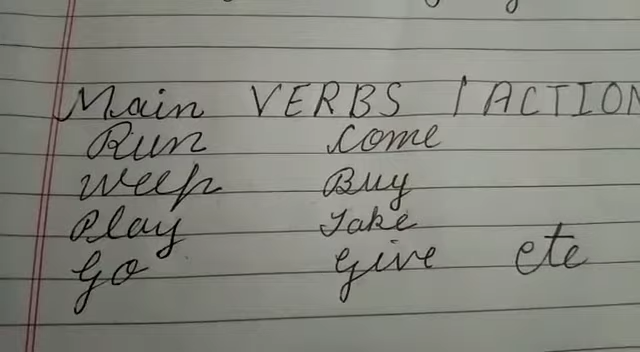 Main VERBS / ACTION
Run come
Weep Buy
Play Take
Go Give etc